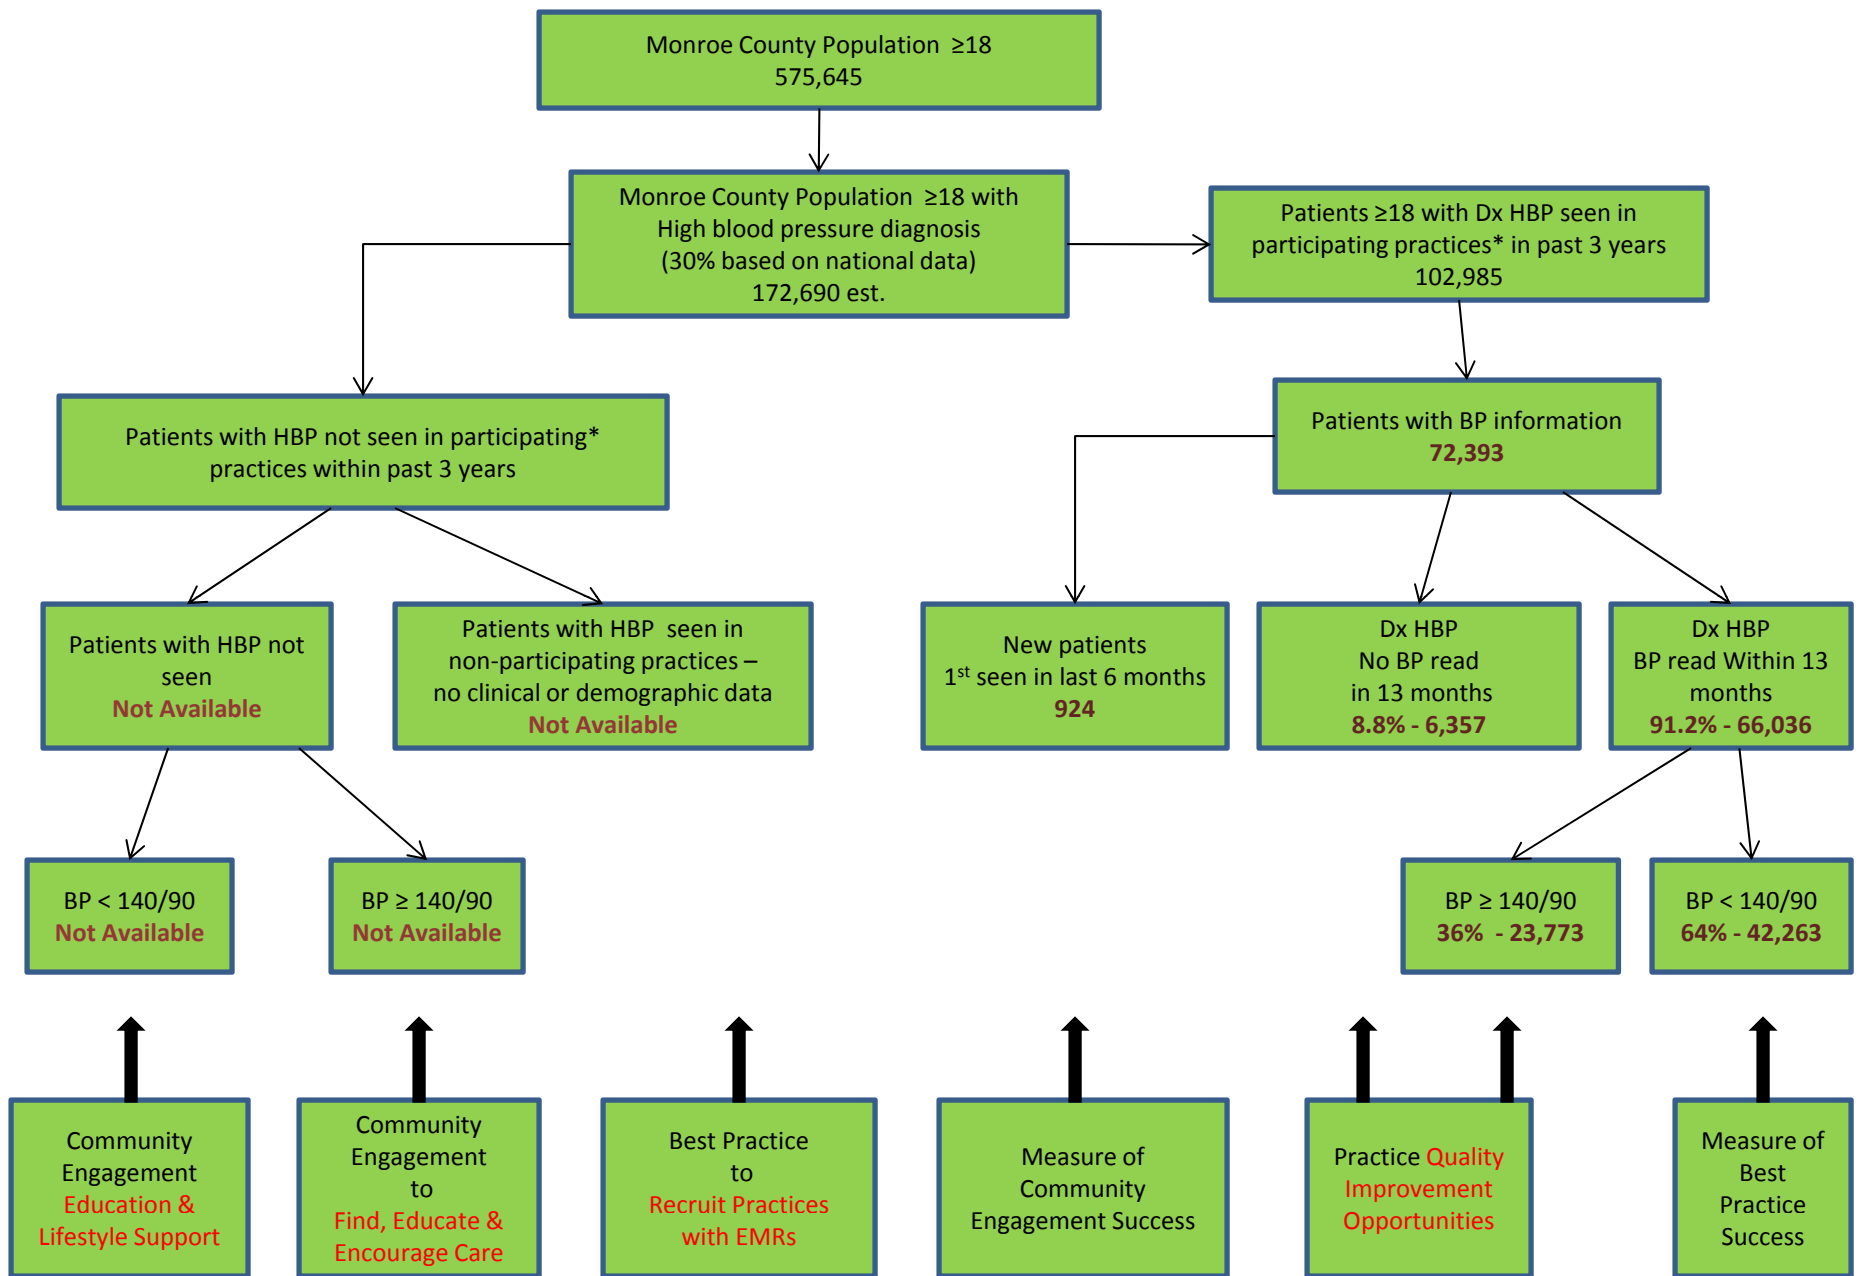 Monroe County Population ≥18
575,645
Monroe County Population ≥18 with
High blood pressure diagnosis
(30% based on national data)
172,690 est.
Patients ≥18 with Dx HBP seen in
participating practices* in past 3 years
102,985
Patients with HBP not seen in participating*
practices within past 3 years
Patients with BP information
72,393
Patients with HBP not
seen
Not Available
Patients with HBP seen in
non-participating practices –
no clinical or demographic data
Not Available
New patients
1st seen in last 6 months
924
Dx HBP
No BP read
in 13 months
8.8% - 6,357
Dx HBP
BP read Within 13
months
91.2% - 66,036
BP < 140/90
Not Available
BP ≥ 140/90
Not Available
BP ≥ 140/90
36% - 23,773
BP < 140/90
64% - 42,263
Community
Engagement
Education &
Lifestyle Support
Community
Engagement
to
Find, Educate &
Encourage Care
Best Practice
to
Recruit Practices
with EMRs
Measure of
Community
Engagement Success
Practice Quality
Improvement
Opportunities
Measure of
Best
Practice
Success